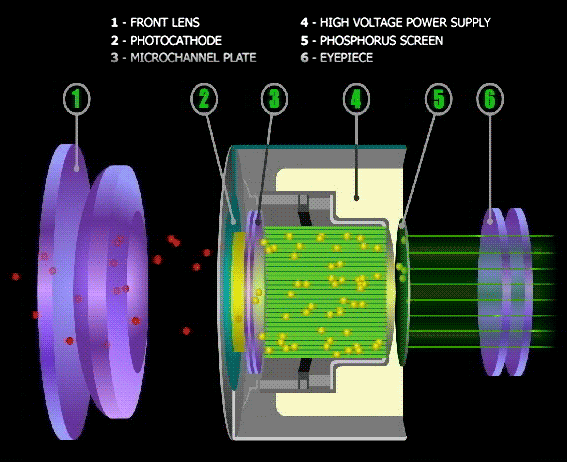 1 - FRONT LENS
2 - PHOTOCATHODE
3 - MICROCHANNEL PLATE
4 - HIGH VOLTAGE POWER SUPPLY
5 - PHOSPHORUS SCREEN
6 - EYEPIECE
1 2 3 4 5 6